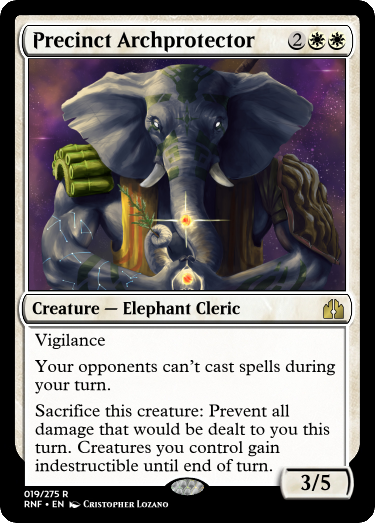 Precinct Archprotector 2
Creature — Elephant Cleric
Vigilance
Your opponents can't cast spells during
your turn.
Sacrifice this creature: Prevent all
damage that would be dealt to you this
turn. Creatures you control gain
indestructible until end of turn.
3/5
019/275 R
RNF • EN Cristopher Lozano